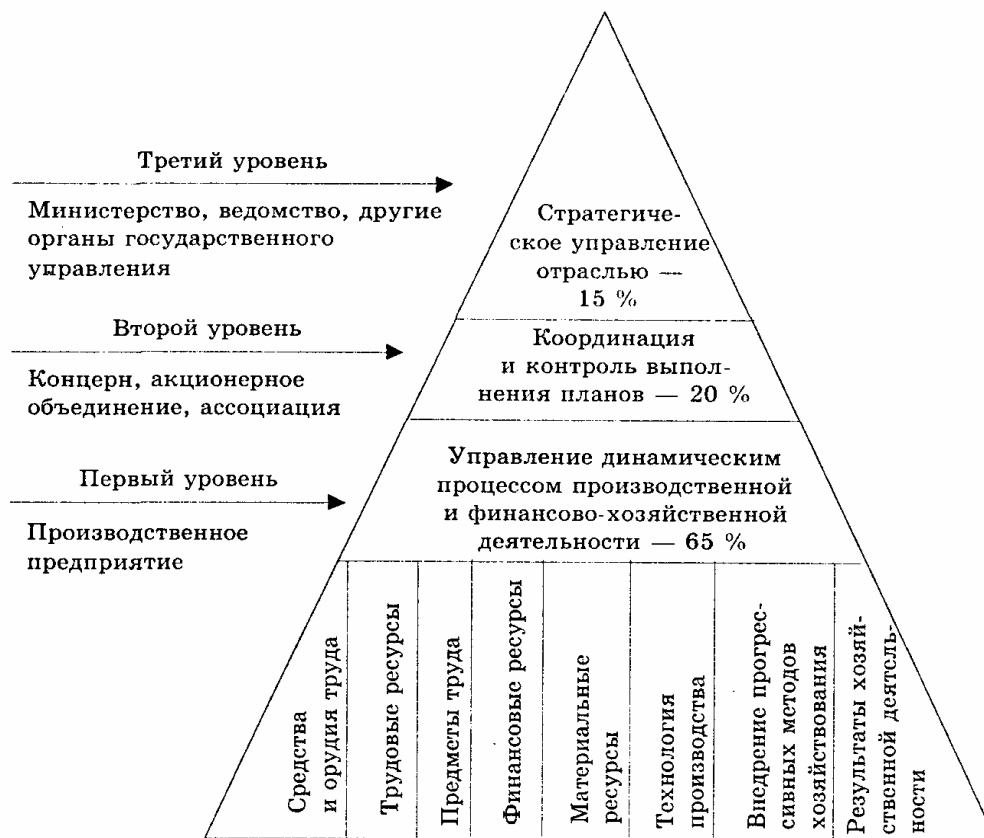 Третий уровень
Министерство, ведомство, другие
органы государственного
управления
Стратегиче-
ское управление
отраслью —
15 %
Второй уровень
Концерн, акционерное
объединение, ассоциация
Координация
и контроль выпол-
нения планов — 20 %
Первый уровень
Производственное
предприятие
Управление динамическим
процессом производственной
и финансово-хозяйственной
деятельности — 65 %
Средства
и орудия труда
Трудовые ресурсы
Предметы труда
Финансовые ресурсы
Материальные
ресурсы
Технология
производства
Внедрение прогрес-
сивных методов
хозяйствования
Результаты хозяй-
ственной деятель-
ности